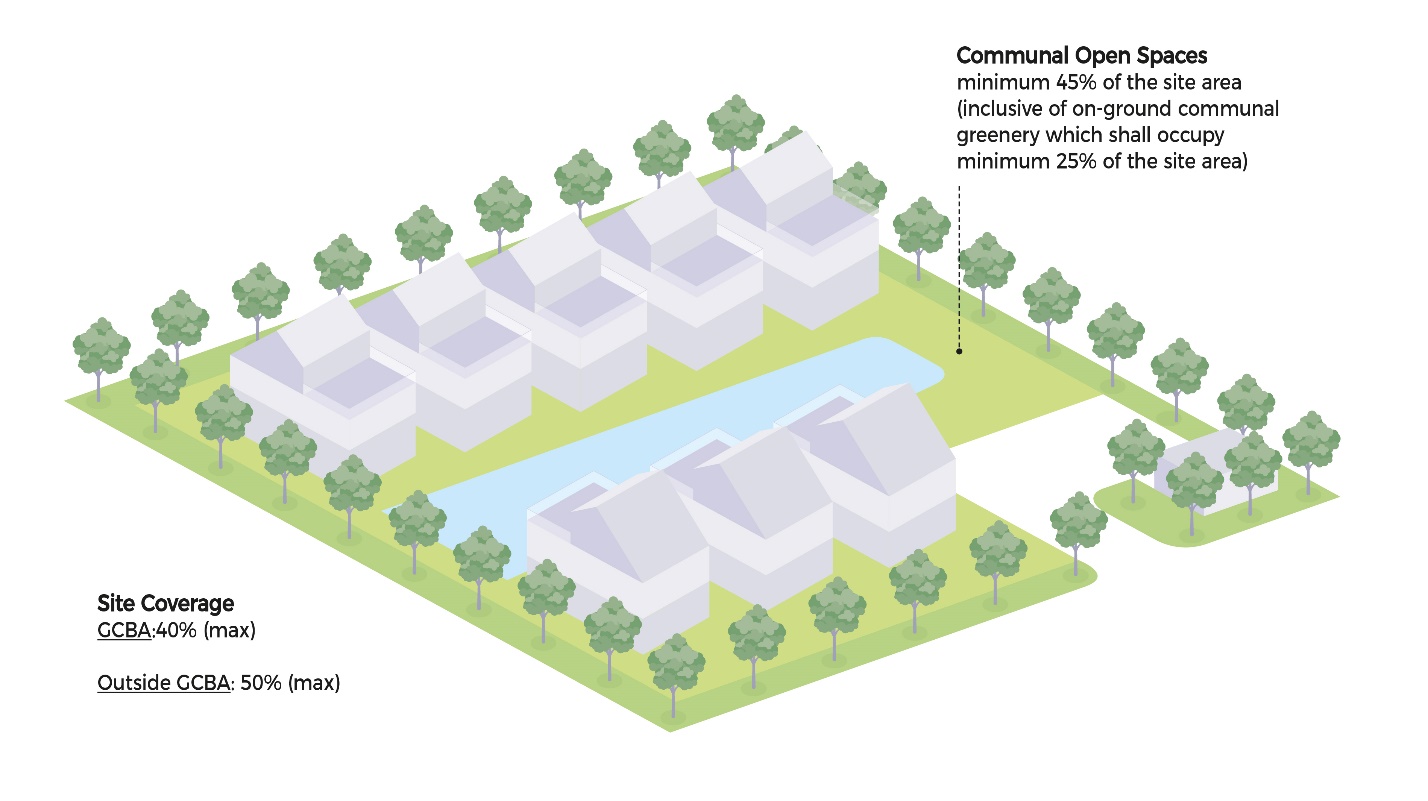 Communal Open Spaces
minimum 45% of the site area
(inclusive of on-ground communal
greenery which shall occupy
minimum 25% of the site area)
Site Coverage
GCBA:40% (max)
Outside GCBA: 50% (max)